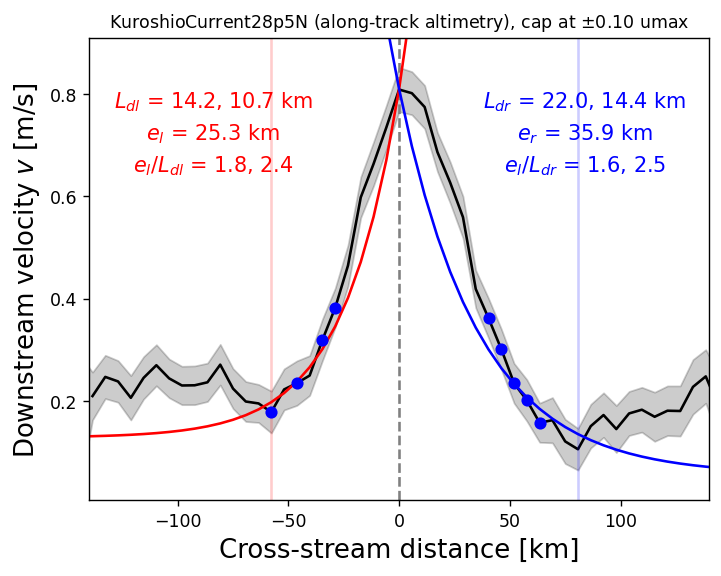 KuroshioCurrent28p5N (along-track altimetry), cap at ±0.10 umax
L_dl = 14.2, 10.7 km
e_l = 25.3 km
e_l/L_dl = 1.8, 2.4
L_dr = 22.0, 14.4 km
e_r = 35.9 km
e_l/L_dr = 1.6, 2.5
Downstream velocity v [m/s]
0.8
0.6
0.4
0.2
−100
−50
0
50
100
Cross-stream distance [km]